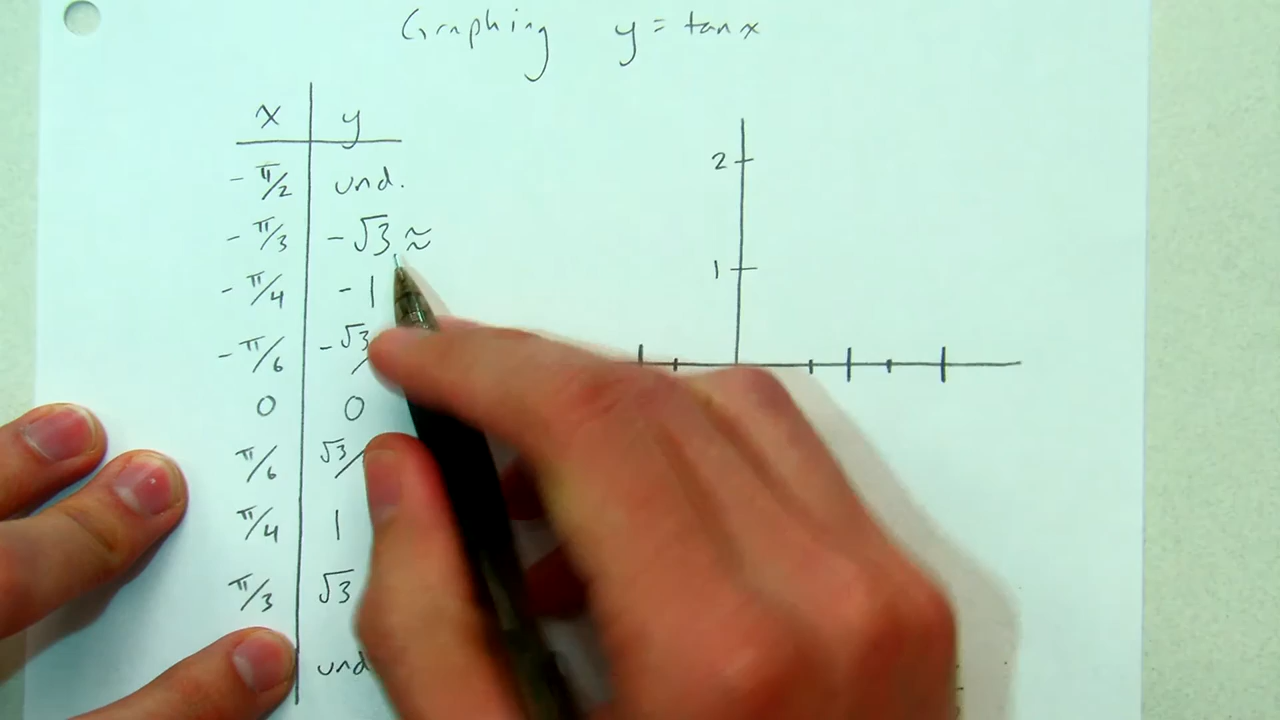 Graphing y = tan x
x y
-π/2 und.
-π/3 -√3 ≈
-π/4 -1
-π/6 -√3/
0 0
π/6 √3/
π/4 1
π/3 √3
und
2
1